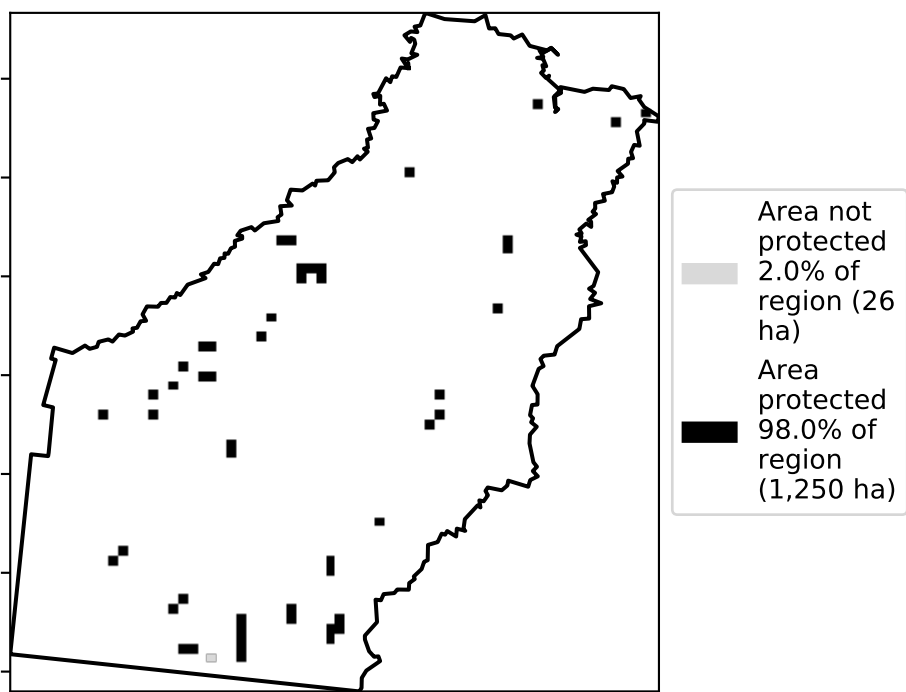 Area not
protected
2.0% of
region (26
ha)
Area
protected
98.0% of
region
(1,250 ha)